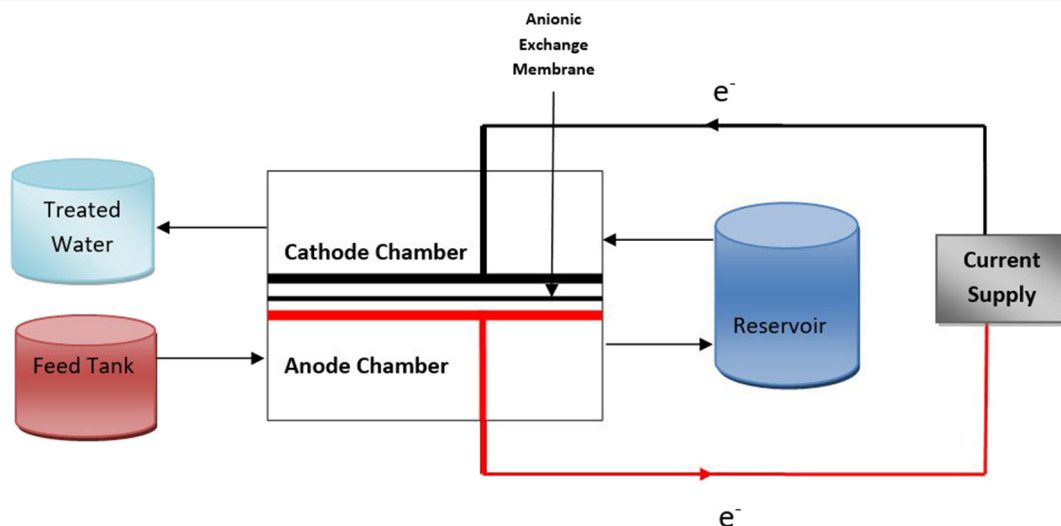 Anionic
Exchange
Membrane
e⁻
Treated
Water
Cathode Chamber
Current
Supply
Reservoir
Feed Tank
Anode Chamber
e⁻